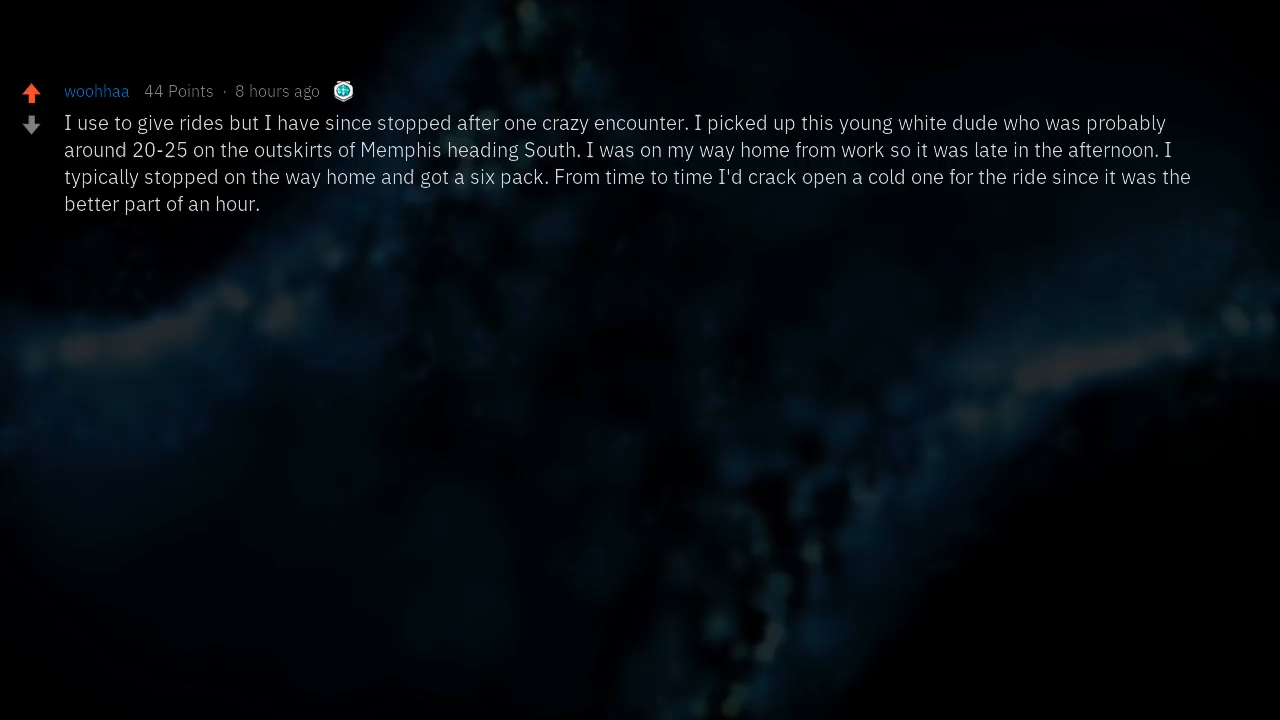 woohhaa 44 Points · 8 hours ago
I use to give rides but I have since stopped after one crazy encounter. I picked up this young white dude who was probably
around 20-25 on the outskirts of Memphis heading South. I was on my way home from work so it was late in the afternoon. I
typically stopped on the way home and got a six pack. From time to time I'd crack open a cold one for the ride since it was the
better part of an hour.